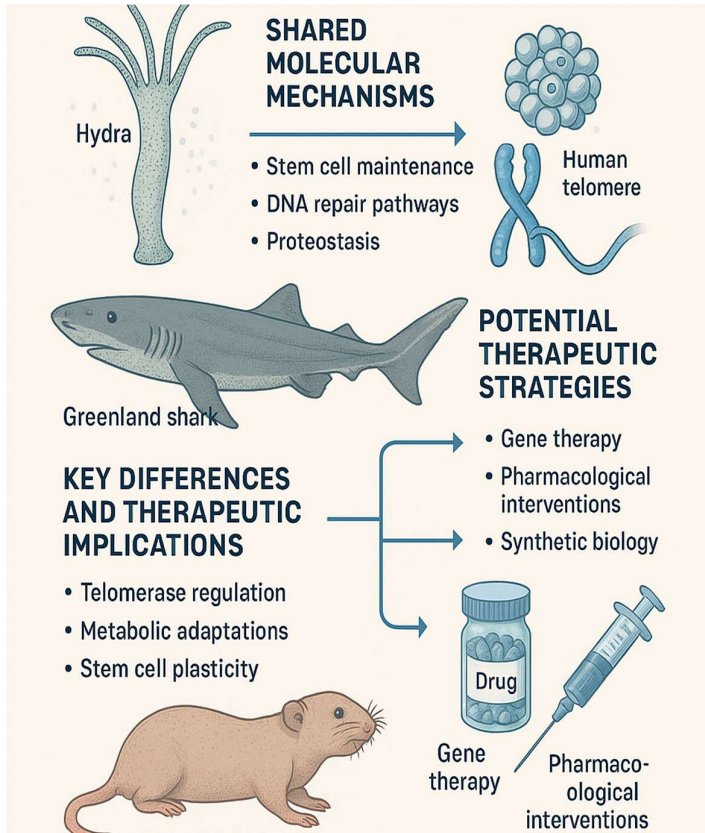 SHARED
MOLECULAR
MECHANISMS
Hydra
• Stem cell maintenance
• DNA repair pathways
• Proteostasis
Human
telomere
Greenland shark
POTENTIAL
THERAPEUTIC
STRATEGIES
• Gene therapy
• Pharmacological
interventions
• Synthetic biology
KEY DIFFERENCES
AND THERAPEUTIC
IMPLICATIONS
• Telomerase regulation
• Metabolic adaptations
• Stem cell plasticity
Drug
Gene
therapy
Pharmaco-
ological
interventions